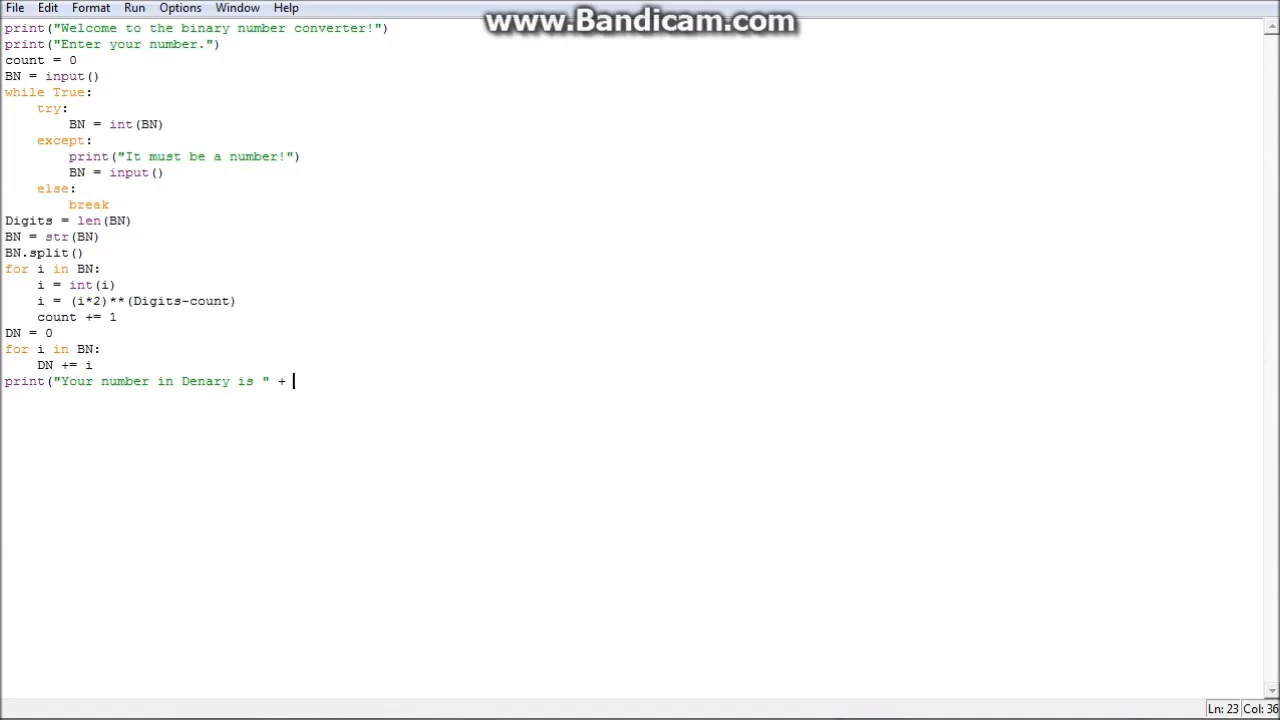 File Edit Format Run Options Window Help
www.Bandicam.com
print("Welcome to the binary number converter!")
print("Enter your number.")
count = 0
BN = input()
while True:
    try:
        BN = int(BN)
    except:
        print("It must be a number!")
        BN = input()
    else:
        break
Digits = len(BN)
BN = str(BN)
BN.split()
for i in BN:
    i = int(i)
    i = (i*2)**(Digits-count)
    count += 1
DN = 0
for i in BN:
    DN += i
print("Your number in Denary is " +
Ln: 23 Col: 36